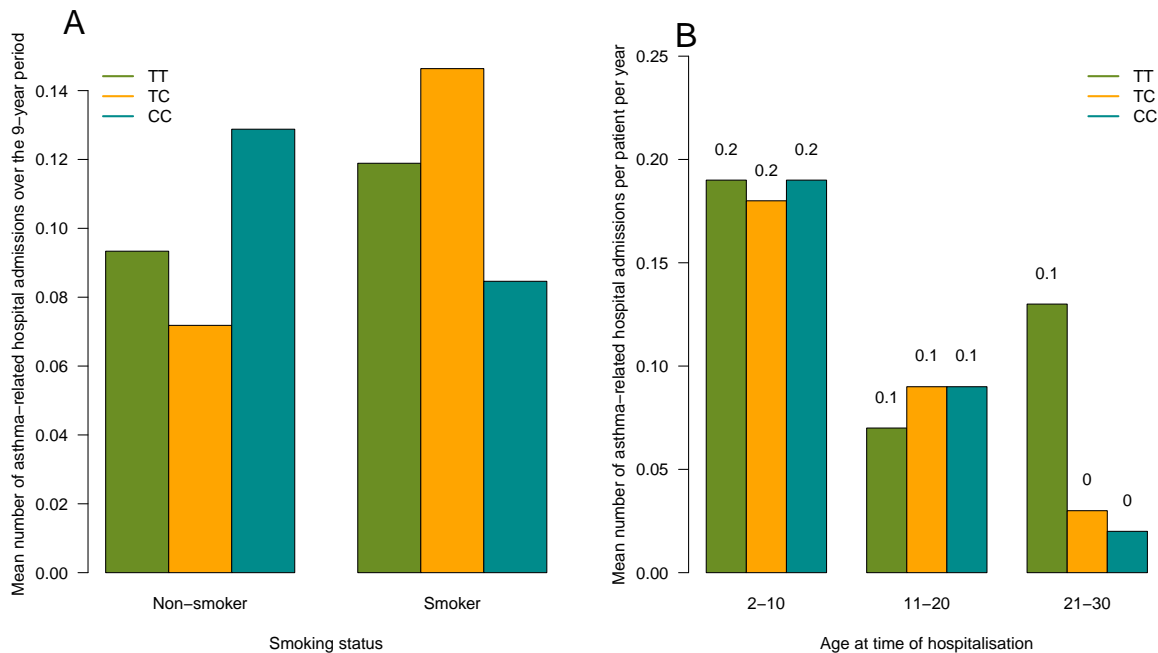 A
Mean number of asthma−related hospital admissions over the 9−year period
TT
TC
CC
0.14
0.12
0.10
0.08
0.06
0.04
0.02
0.00
Non−smoker
Smoker
Smoking status
B
Mean number of asthma−related hospital admissions per patient per year
TT
TC
CC
0.25
0.20
0.15
0.10
0.05
0.00
0.2
0.2
0.2
0.1
0.1
0.1
0.1
0
0
2−10
11−20
21−30
Age at time of hospitalisation